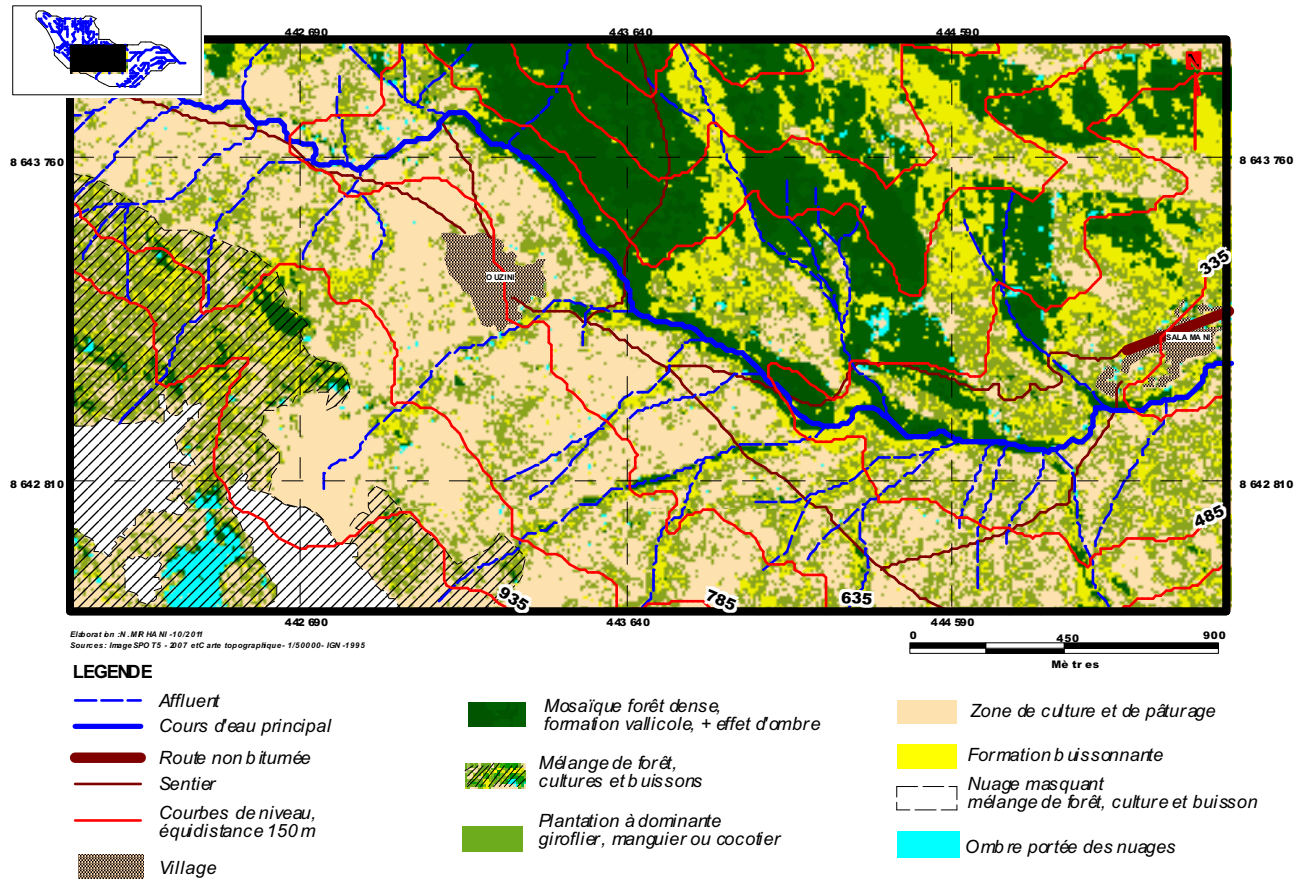 442 690
443 640
444 590
N
8 643 760
8 643 760
335
OUZINI
SALAMANI
8 642 810
8 642 810
485
935
785
635
442 690
443 640
444 590
Elaboration :N.MRHANI-10/2011
Sources: Image SPOT5 - 2007 et Carte topographique- 1/50000- IGN-1995
0 450 900
Mètres
LEGENDE
Affluent
Cours d'eau principal
Route non bitumée
Sentier
Courbes de niveau,
équidistance 150 m
Village
Mosaïque forêt dense,
formation vallicole, + effet d'ombre
Mélange de forêt,
cultures et buissons
Plantation à dominante
giroflier, manguier ou cocotier
Zone de culture et de pâturage
Formation buissonnante
Nuage masquant
mélange de forêt, culture et buisson
Ombre portée des nuages